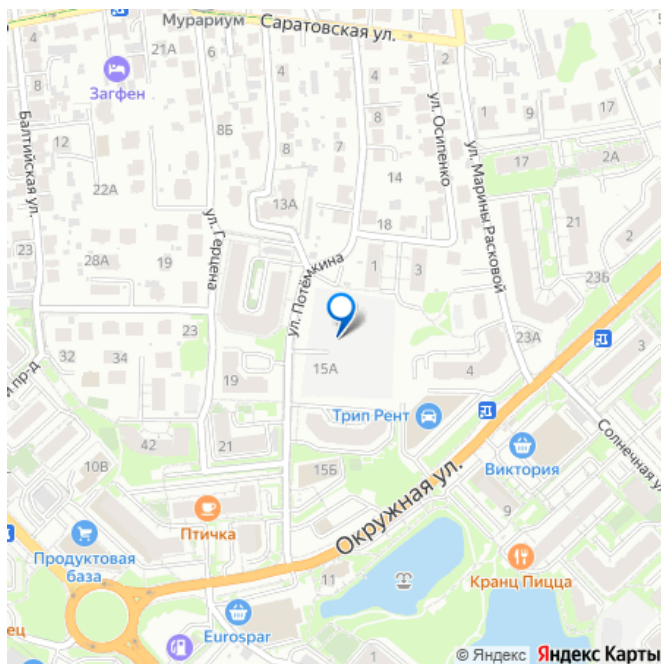 Мурариум
Саратовская ул.
21А
4
4
6
8
Загфен
4
12
8Б
7
8
7
8
1
9
17
Балтийская ул.
ул. Осипенко
ул. Марины Расковой
17
2А
22А
14
13А
18
21
2
ул. Герцена
23
28А
19
ул. Потёмкина
1
3
23Б
23
23А
3
32
34
15А
4
й пр-д
19
Трип Рент
42
21
Солнечная ул
10В
15Б
Виктория
Окружная ул.
Птичка
9
Продуктовая
база
11
Кранц Пицца
ец
Eurospar
© Яндекс Яндекс Карты